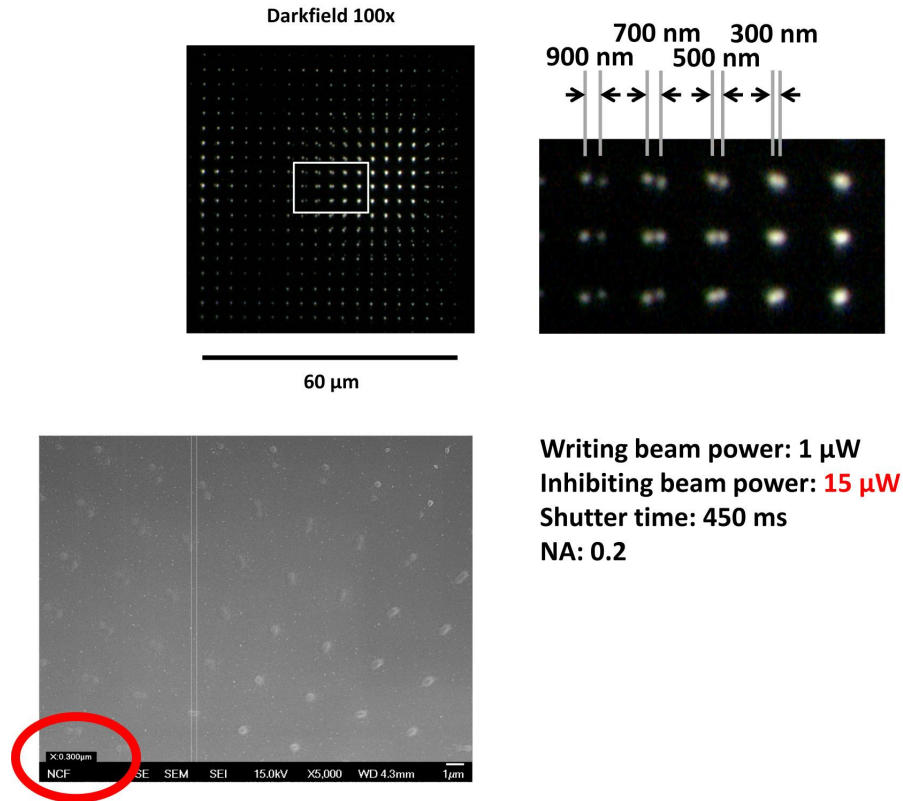 Darkfield 100x
60 µm
700 nm 300 nm
900 nm 500 nm
X:0.300µm
NCF SE SEM SEI 15.0kV X5,000 WD 4.3mm 1µm
Writing beam power: 1 µW
Inhibiting beam power: 15 µW
Shutter time: 450 ms
NA: 0.2